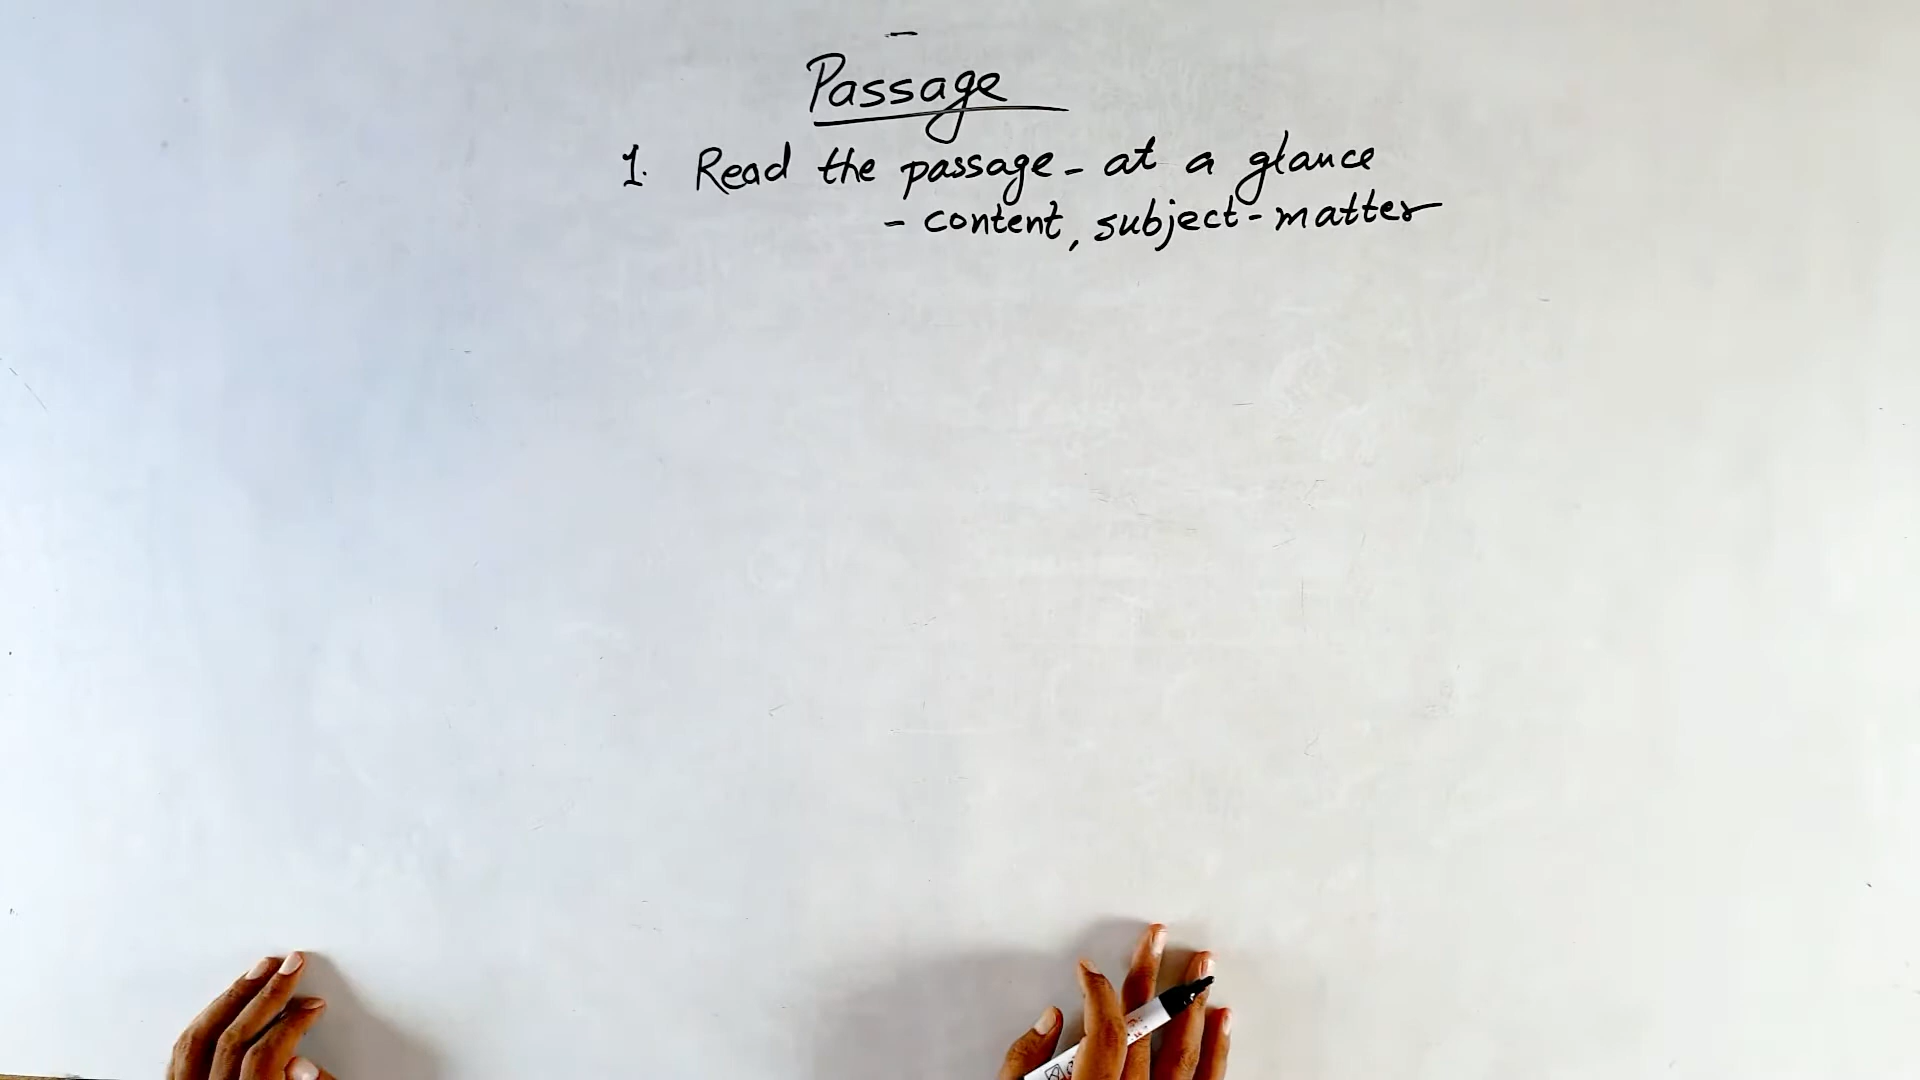 Passage
1. Read the passage - at a glance
- content, subject-matter